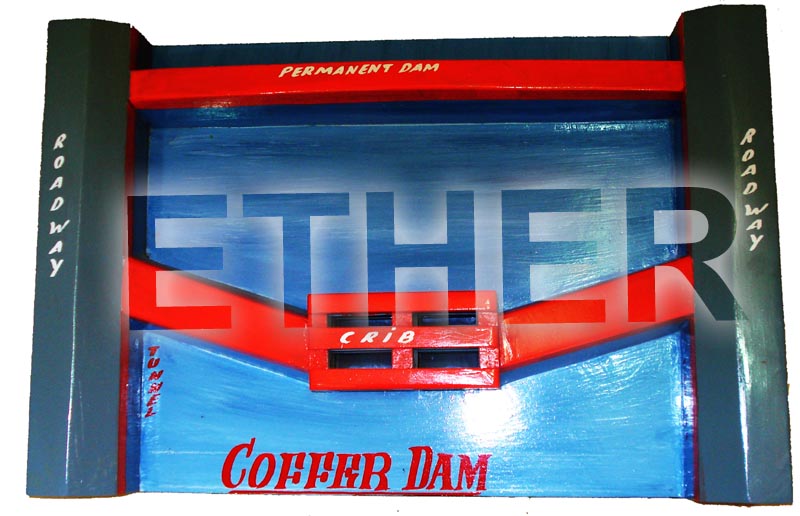 PERMANENT DAM
ROADWAY
ROADWAY
ETHER
CRiB
TUNNEL
COFFER DAM